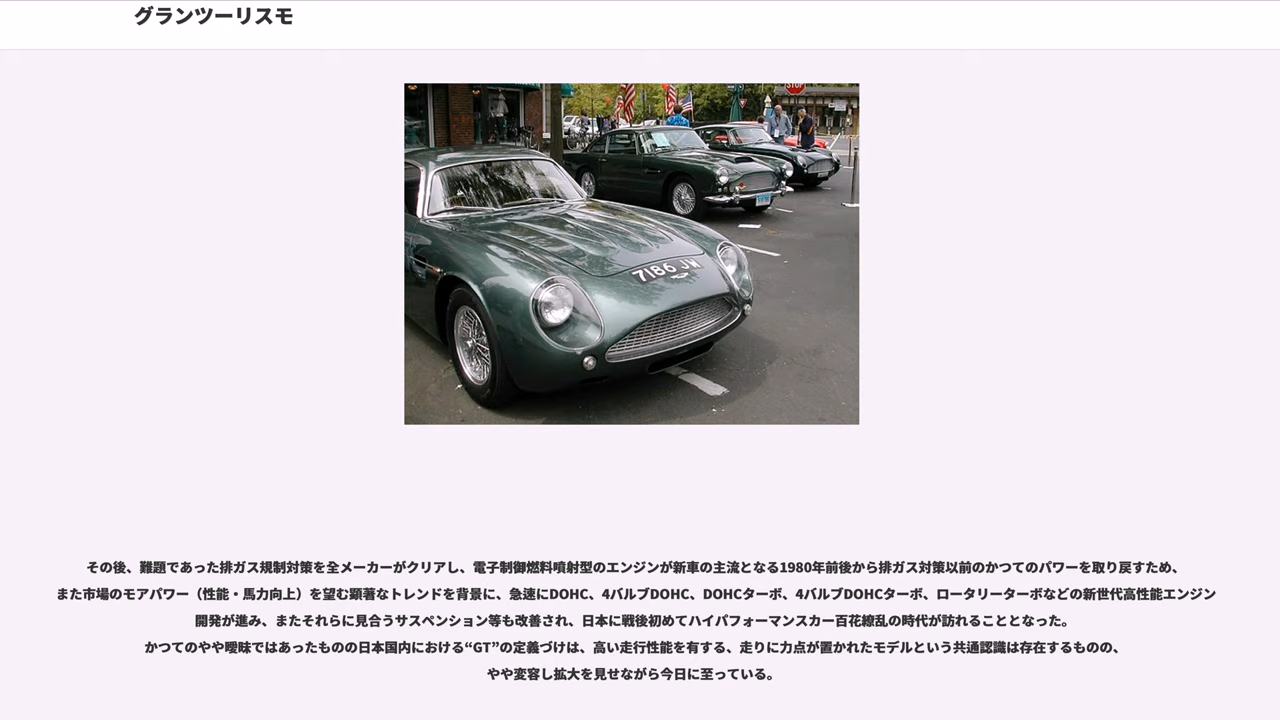 グランツーリスモ
STOP
7186 JW
その後、難題であった排ガス規制対策を全メーカーがクリアし、電子制御燃料噴射型のエンジンが新車の主流となる1980年前後から排ガス対策以前のかつてのパワーを取り戻すため、
また市場のモアパワー（性能・馬力向上）を望む顕著なトレンドを背景に、急速にDOHC、4バルブDOHC、DOHCターボ、4バルブDOHCターボ、ロータリーターボなどの新世代高性能エンジン
開発が進み、またそれらに見合うサスペンション等も改善され、日本に戦後初めてハイパフォーマンスカー百花繚乱の時代が訪れることとなった。
かつてのやや曖昧ではあったものの日本国内における“GT”の定義づけは、高い走行性能を有する、走りに力点が置かれたモデルという共通認識は存在するものの、
やや変容し拡大を見せながら今日に至っている。